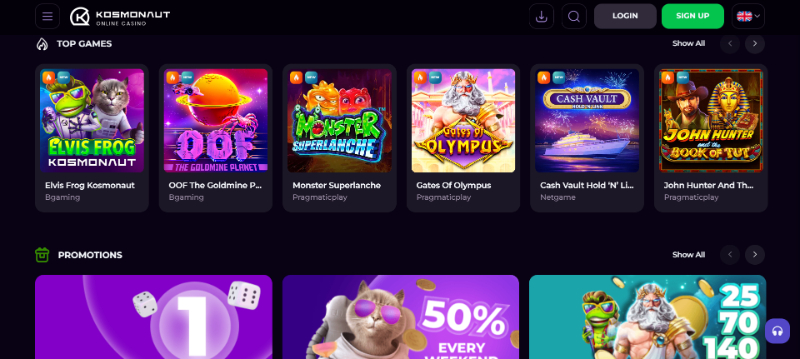 KOSMONAUT
ONLINE CASINO
LOGIN
SIGN UP
TOP GAMES
Show All
ELVIS FROG
KOSMONAUT
OOF
THE GOLDMINE PLANET
MONSTER
SUPERLANCHE
Gates of
OLYMPUS
CASH VAULT
HOLD 'N' LINK
JOHN HUNTER
and the
BOOK OF TUT
Elvis Frog Kosmonaut
OOF The Goldmine P...
Monster Superlanche
Gates Of Olympus
Cash Vault Hold 'N' Li...
John Hunter And Th...
Bgaming
Bgaming
Pragmaticplay
Pragmaticplay
Netgame
Pragmaticplay
PROMOTIONS
Show All
1
50%
EVERY
WEEKEND
25
70
140